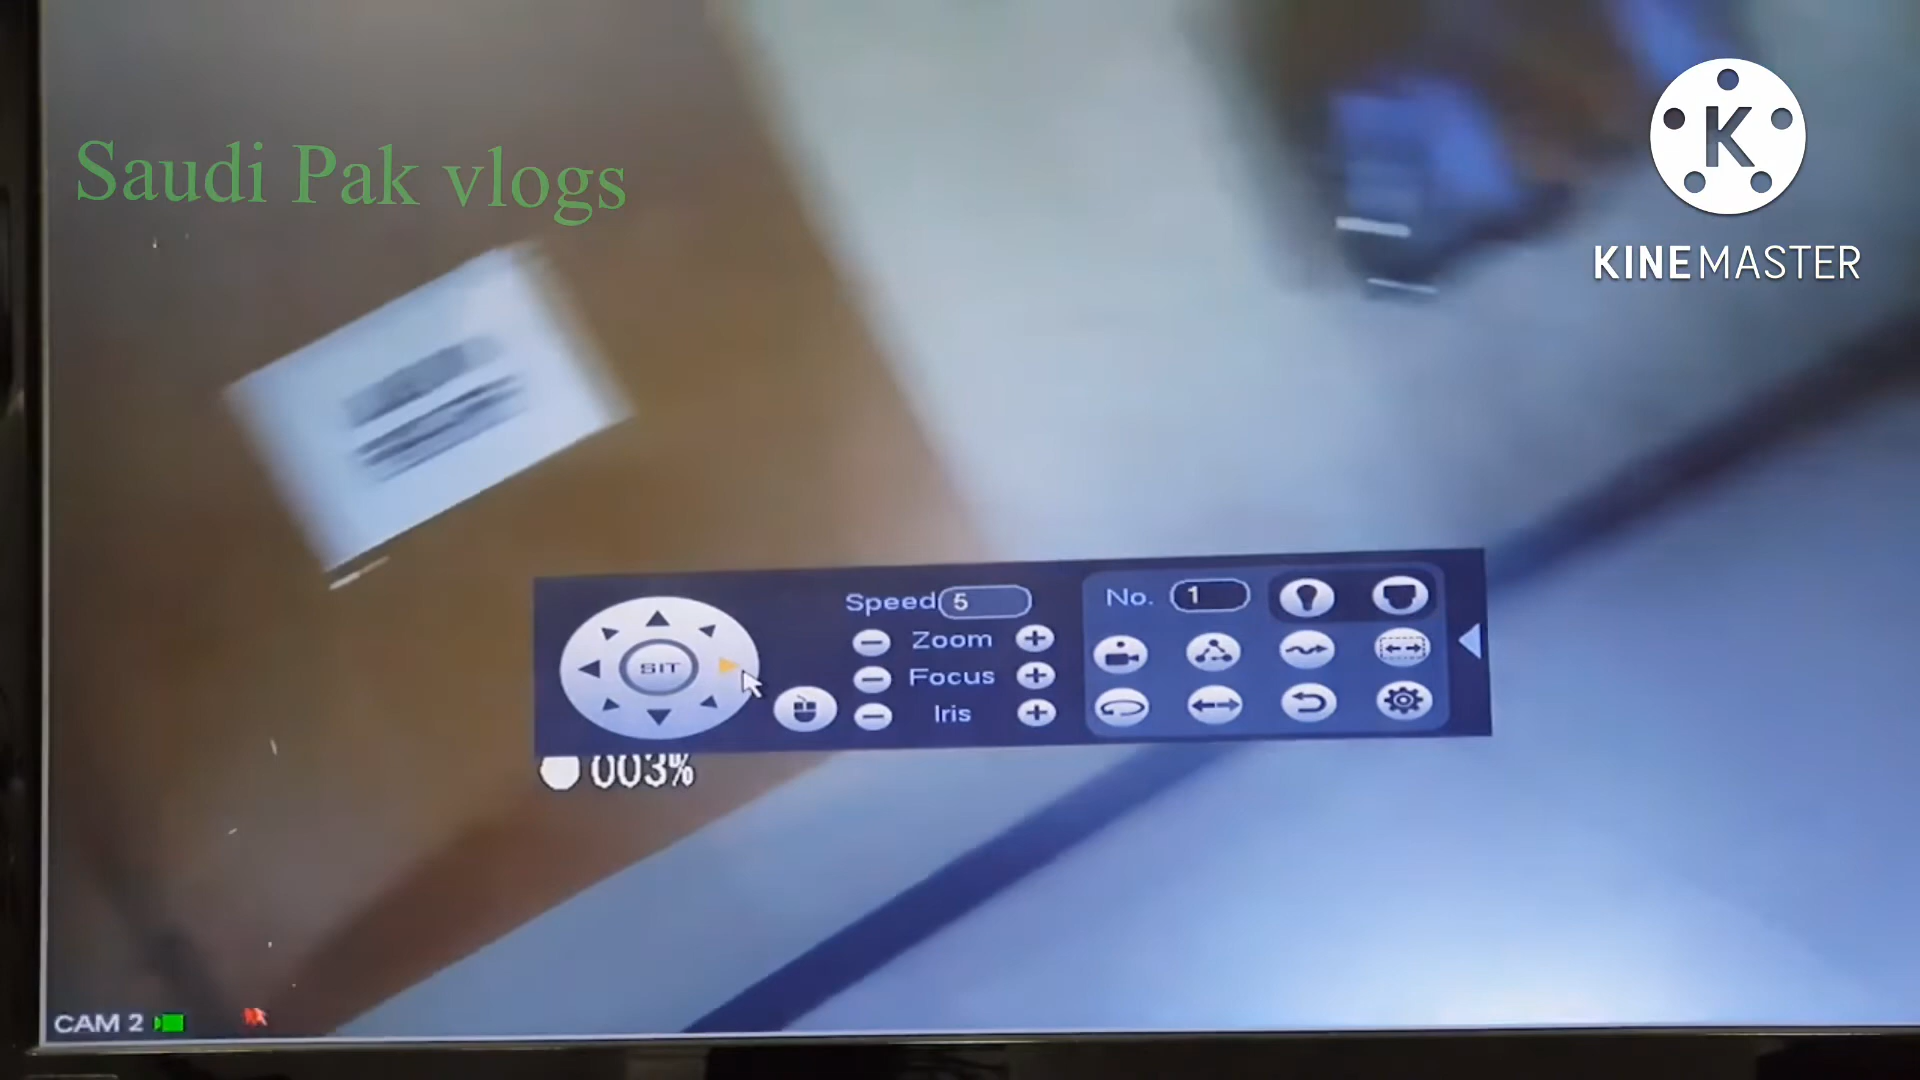 Saudi Pak vlogs
K
KINEMASTER
Speed 5
No. 1
SIT
Zoom
Focus
Iris
003%
CAM 2